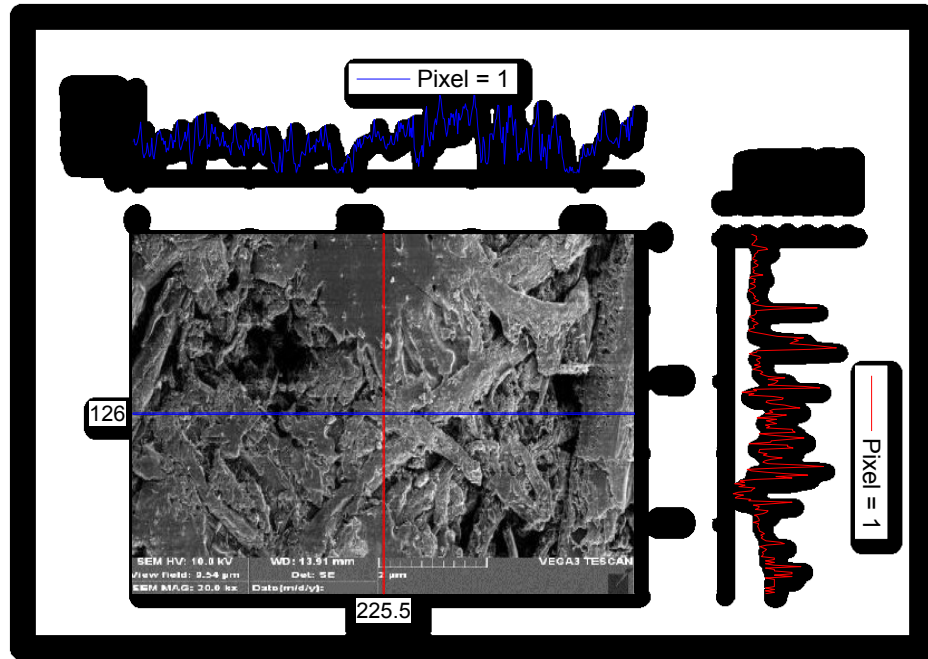 Pixel = 1
126
Pixel = 1
SEM HV: 10.0 kV WD: 13.91 mm VEGA3 TESCAN
View field: 9.54 μm Det: SE 2 μm
SEM MAG: 20.0 kx Date(m/d/y):
225.5